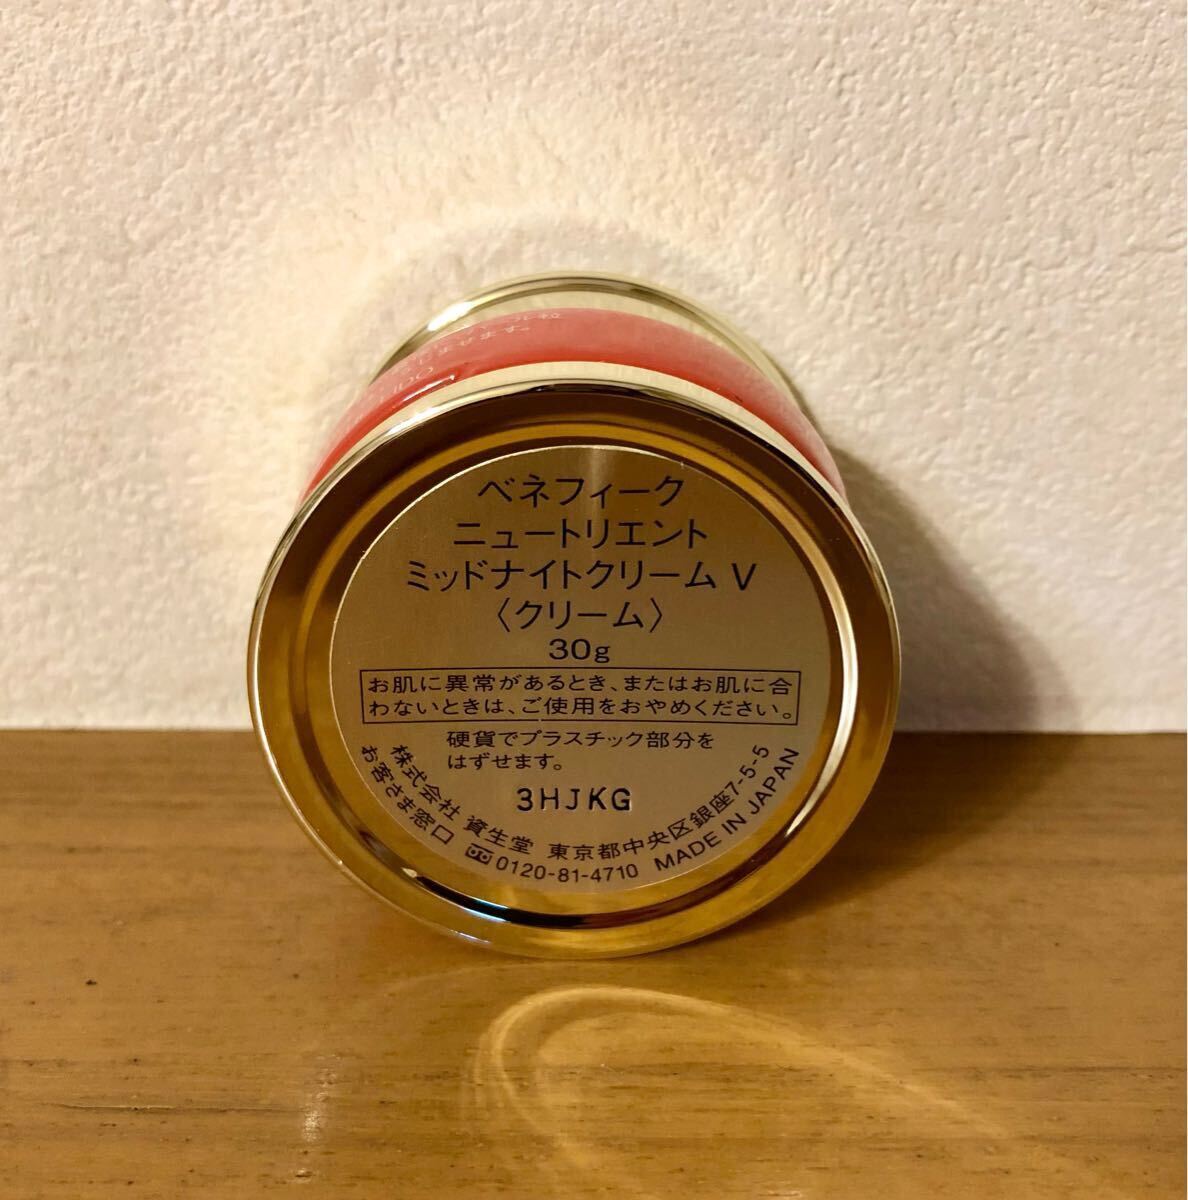 ベネフィーク
ニュートリエント
ミッドナイトクリーム V
〈クリーム〉
30g
お肌に異常があるとき、またはお肌に合
わないときは、ご使用をおやめください。
硬貨でプラスチック部分を
はずせます。
3HJKG
株式会社 資生堂 東京都中央区銀座7-5-5
お客さま窓口 0120-81-4710 MADE IN JAPAN